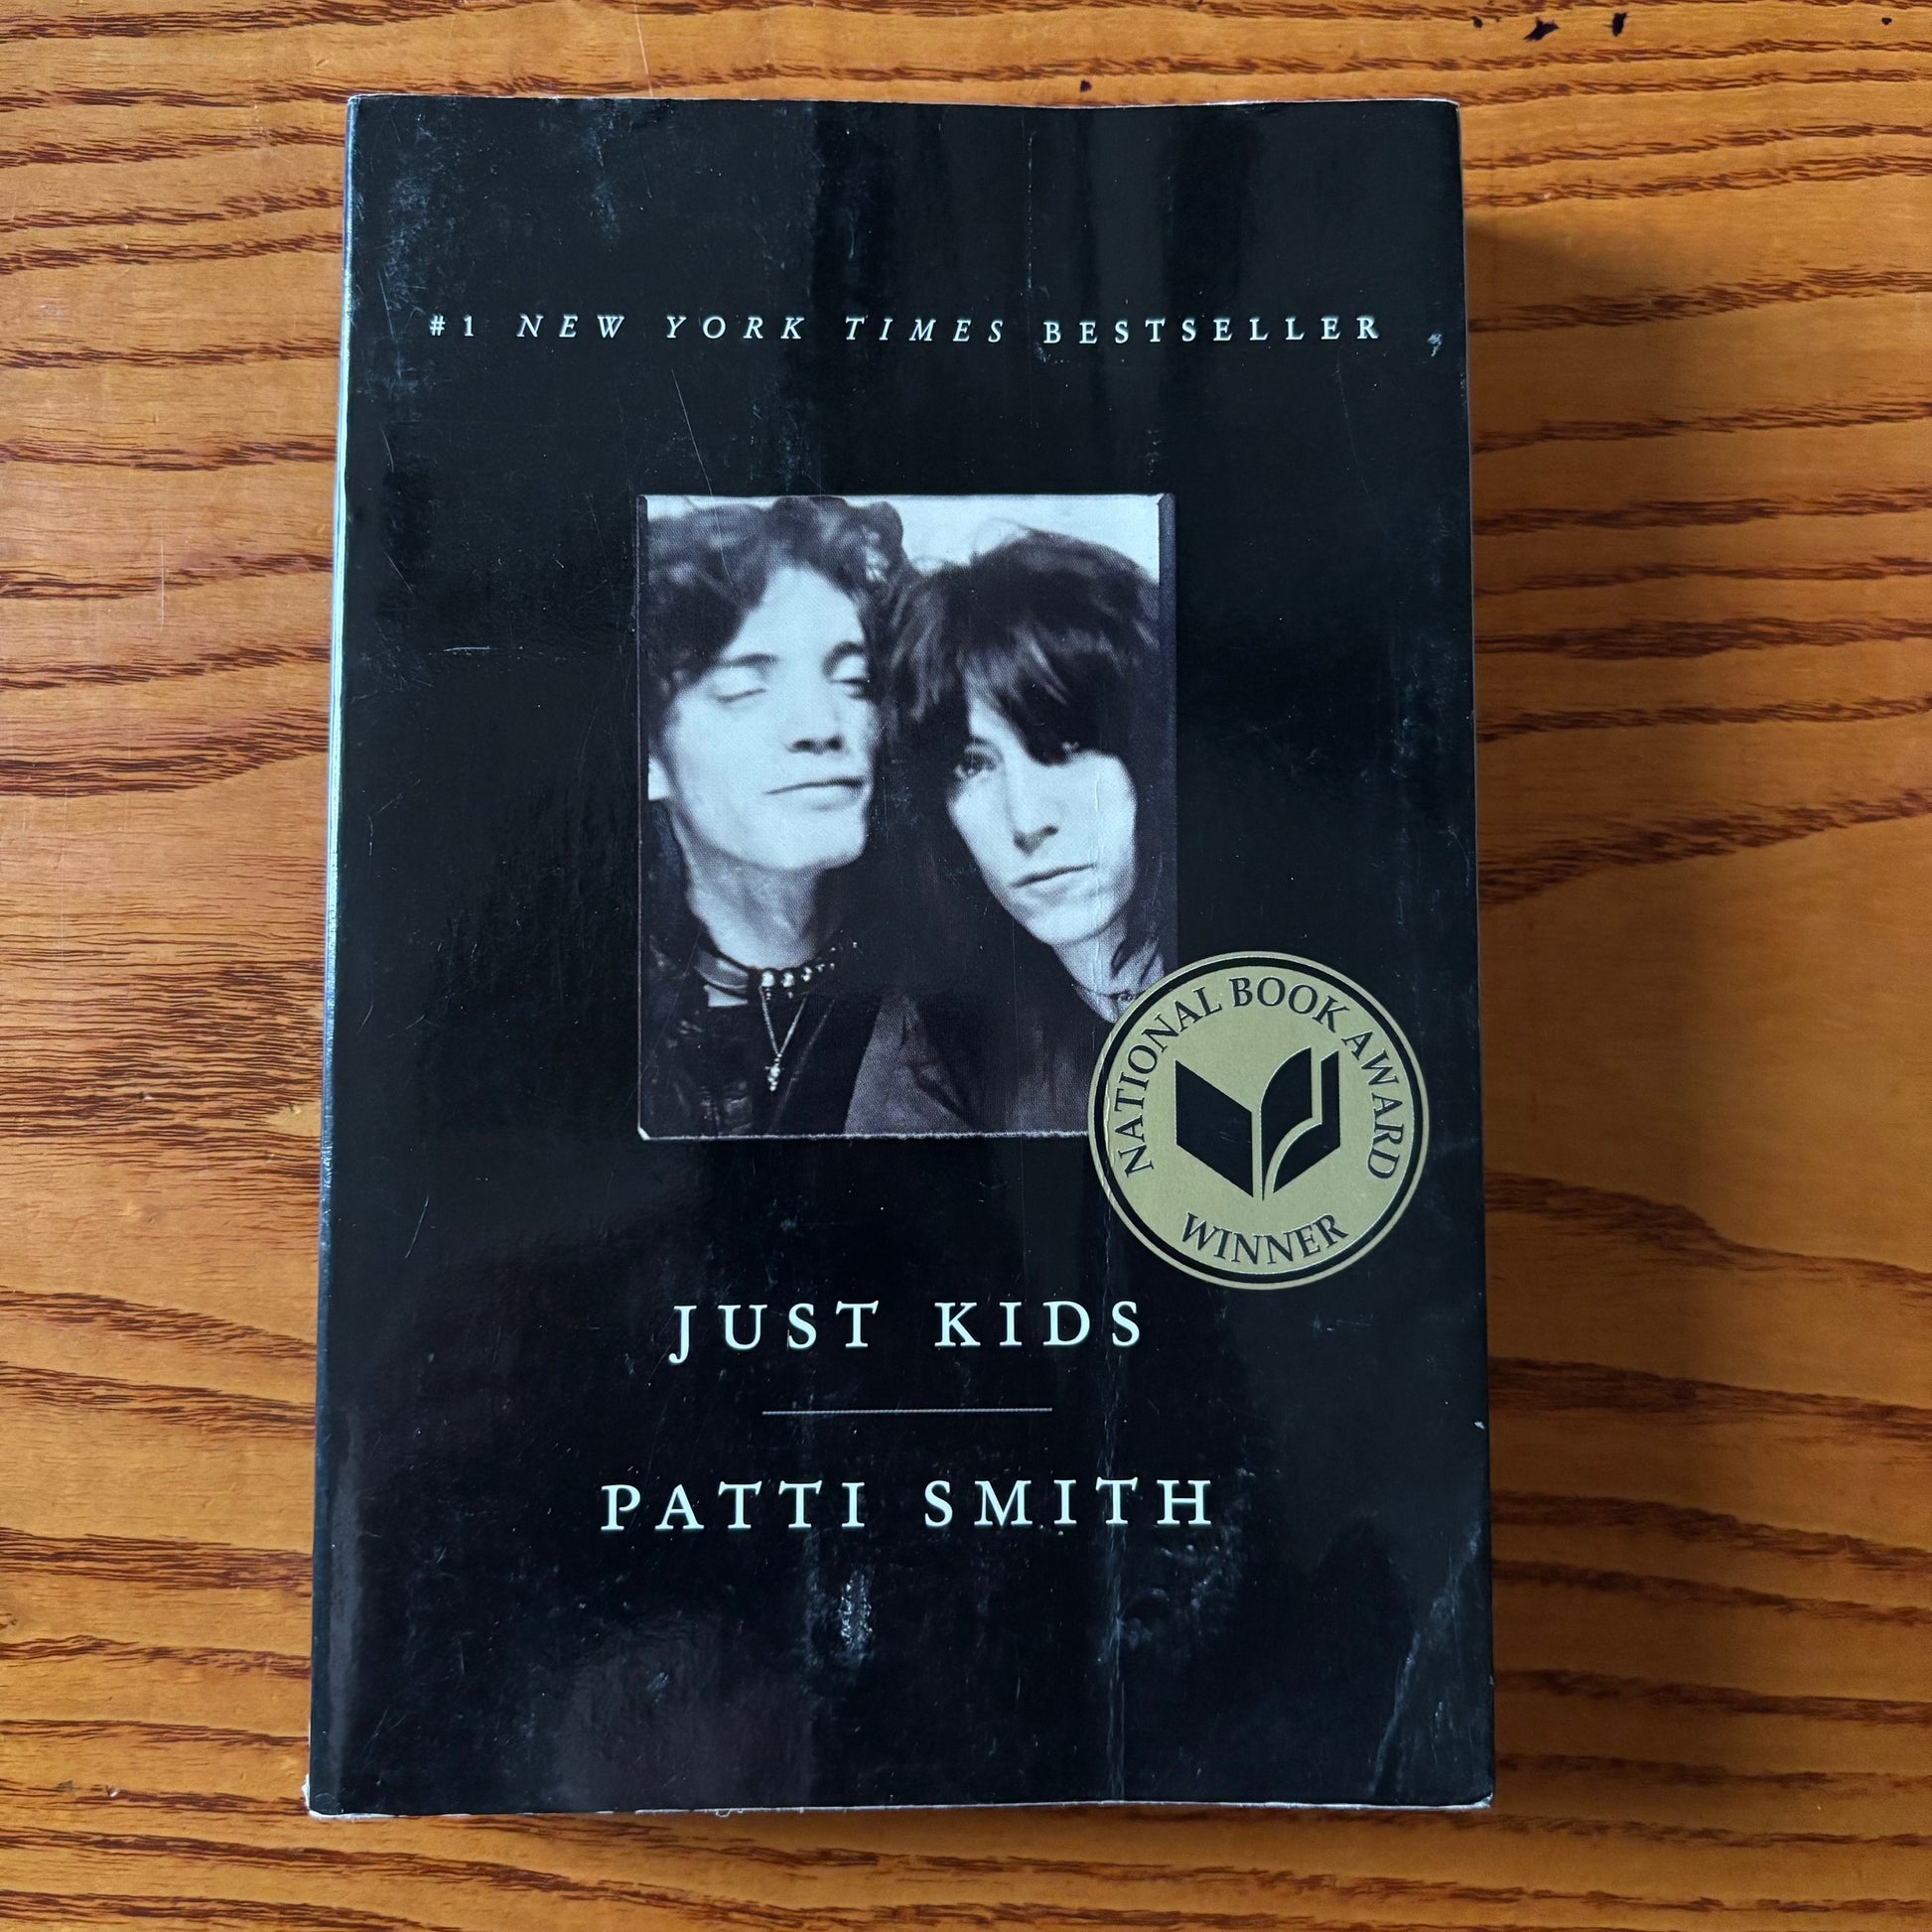 #1 NEW YORK TIMES BESTSELLER
NATIONAL BOOK AWARD
WINNER
JUST KIDS
PATTI SMITH